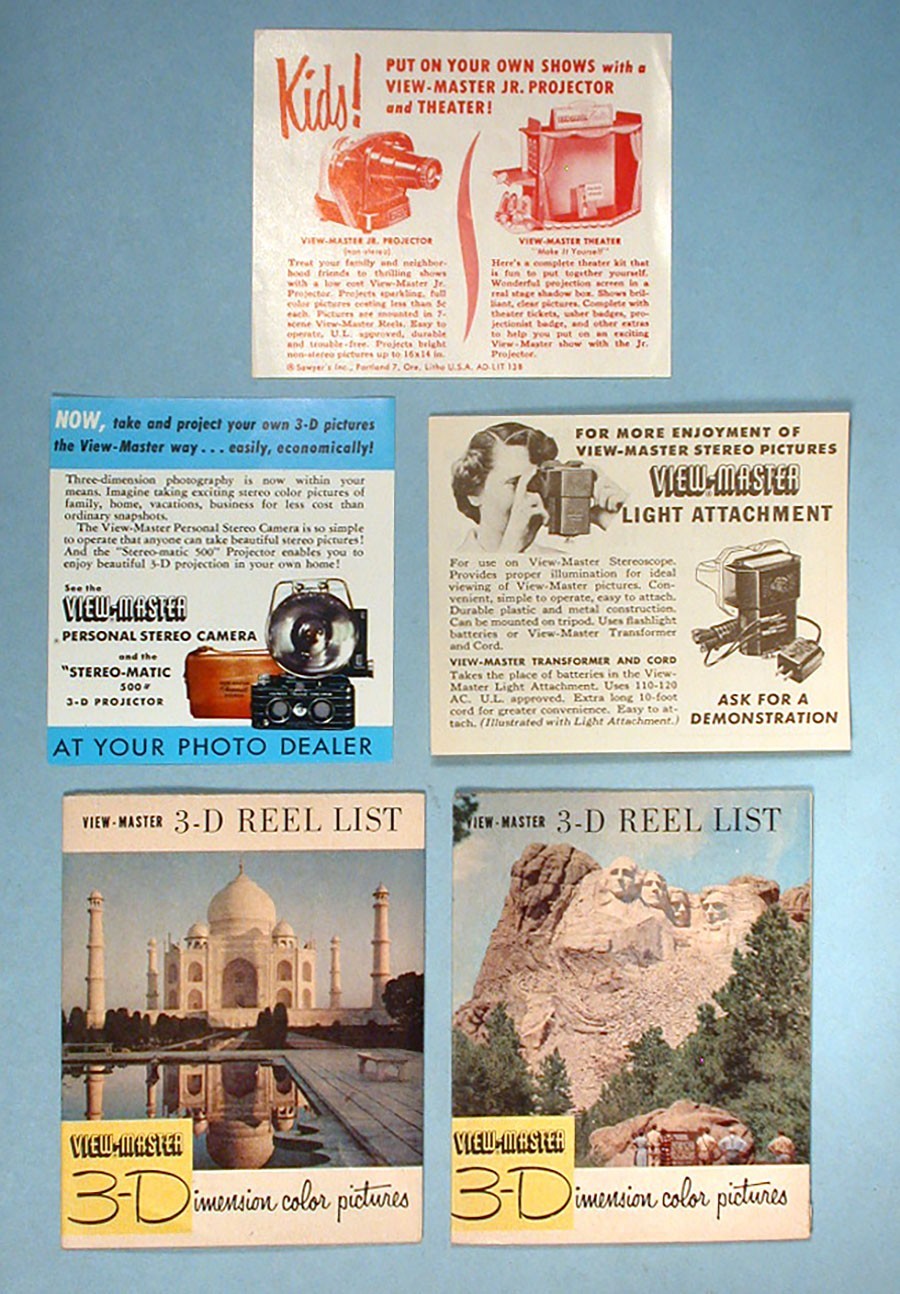 Kids!
PUT ON YOUR OWN SHOWS with a
VIEW-MASTER JR. PROJECTOR
and THEATER!
VIEW-MASTER JR. PROJECTOR
(non-stereo)
Treat your family and neighbor-
hood friends to thrilling shows
with a low cost View-Master Jr.
Projector. Projects sparkling, full
color pictures costing less than 5c
each. Pictures are mounted in 7-
scene View-Master Reels. Easy to
operate, U.L. approved, durable
and trouble-free. Projects bright
non-stereo pictures up to 16x14 in.
VIEW-MASTER THEATER
"Make It Yourself"
Here's a complete theater kit that
is fun to put together yourself.
Wonderful projection screen in a
real stage shadow box. Shows bril-
liant, clear pictures. Complete with
theater tickets, usher badges, pro-
jectionist badge, and other extras
to help you put on an exciting
View-Master show with the Jr.
Projector.
® Sawyer's Inc., Portland 7, Ore. Litho U.S.A. AD-LIT 128
NOW, take and project your own 3-D pictures
the View-Master way . . . easily, economically!
Three-dimension photography is now within your
means. Imagine taking exciting stereo color pictures of
family, home, vacations, business for less cost than
ordinary snapshots.
The View-Master Personal Stereo Camera is so simple
to operate that anyone can take beautiful stereo pictures!
And the "Stereo-matic 500" Projector enables you to
enjoy beautiful 3-D projection in your own home!
See the
VIEW-MASTER
PERSONAL STEREO CAMERA
and the
"STEREO-MATIC
500"
3-D PROJECTOR
AT YOUR PHOTO DEALER
FOR MORE ENJOYMENT OF
VIEW-MASTER STEREO PICTURES
VIEW-MASTER
LIGHT ATTACHMENT
For use on View-Master Stereoscope.
Provides proper illumination for ideal
viewing of View-Master pictures. Con-
venient, simple to operate, easy to attach.
Durable plastic and metal construction.
Can be mounted on tripod. Uses flashlight
batteries or View-Master Transformer
and Cord.
VIEW-MASTER TRANSFORMER AND CORD
Takes the place of batteries in the View-
Master Light Attachment. Uses 110-120
AC. U.L. approved. Extra long 10-foot
cord for greater convenience. Easy to at-
tach. (Illustrated with Light Attachment.)
ASK FOR A
DEMONSTRATION
VIEW-MASTER 3-D REEL LIST
VIEW-MASTER
3-Dimension color pictures
VIEW-MASTER 3-D REEL LIST
VIEW-MASTER
3-Dimension color pictures